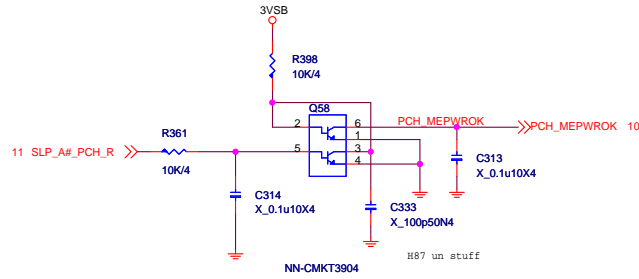 3VSB
R398
10K/4
Q58
2
6
PCH_MEPWROK
PCH_MEPWROK 10
1
R361
11 SLP_A#_PCH_R
5
3
4
10K/4
C313
X_0.1u10X4
C314
X_0.1u10X4
C333
X_100p50N4
H87 un stuff
NN-CMKT3904